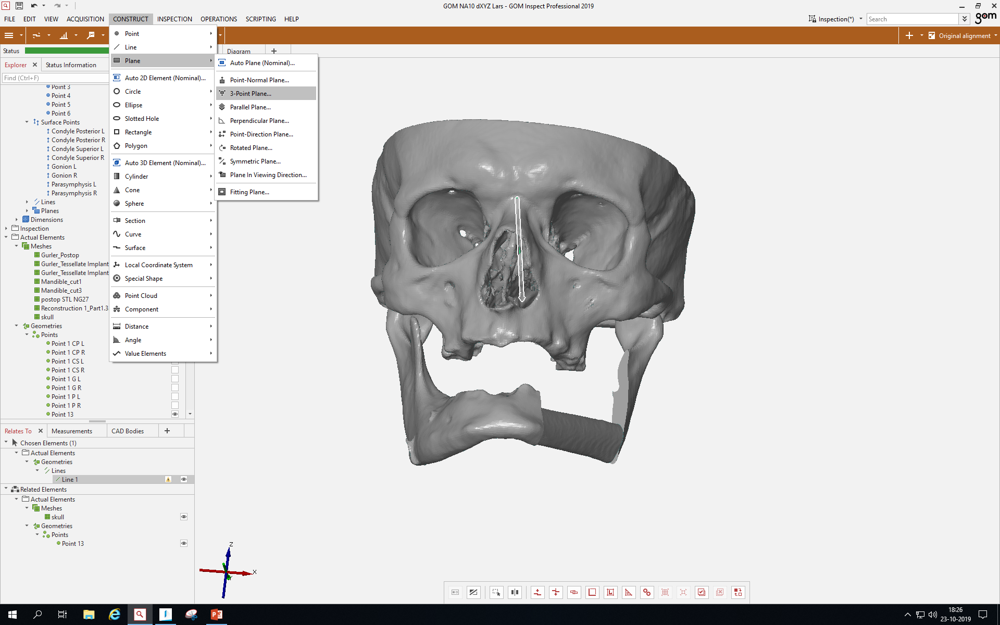 GOM NA10 dXYZ Lars - GOM Inspect Professional 2019
FILE EDIT VIEW ACQUISITION CONSTRUCT INSPECTION OPERATIONS SCRIPTING HELP
Inspection(*)
Search
gom
Original alignment
Status
Diagram
Explorer
Status Information
Find (Ctrl+F)
Point 3
Point 4
Point 5
Point 6
Surface Points
Condyle Posterior L
Condyle Posterior R
Condyle Superior L
Condyle Superior R
Gonion L
Gonion R
Parasymphysis L
Parasymphysis R
Lines
Planes
Dimensions
Inspection
Actual Elements
Meshes
Gurler_Postop
Gurler_Tessellate Implant
Gurler_Tessellate Implant
Mandible_cut1
Mandible_cut3
postop STL NG27
Reconstruction 1_Part1.3
skull
Geometries
Points
Point 1 CP L
Point 1 CP R
Point 1 CS L
Point 1 CS R
Point 1 G L
Point 1 G R
Point 1 P L
Point 1 P R
Point 13
Point
Line
Plane
Auto 2D Element (Nominal)...
Circle
Ellipse
Slotted Hole
Rectangle
Polygon
Auto 3D Element (Nominal)...
Cylinder
Cone
Sphere
Section
Curve
Surface
Local Coordinate System
Special Shape
Point Cloud
Component
Distance
Angle
Value Elements
Auto Plane (Nominal)...
Point-Normal Plane...
3-Point Plane...
Parallel Plane...
Perpendicular Plane...
Point-Direction Plane...
Rotated Plane...
Symmetric Plane...
Plane In Viewing Direction...
Fitting Plane...
Relates To
Measurements
CAD Bodies
Chosen Elements (1)
Actual Elements
Geometries
Lines
Line 1
Related Elements
Actual Elements
Meshes
skull
Geometries
Points
Point 13
Z
X
Y
18:26
23-10-2019